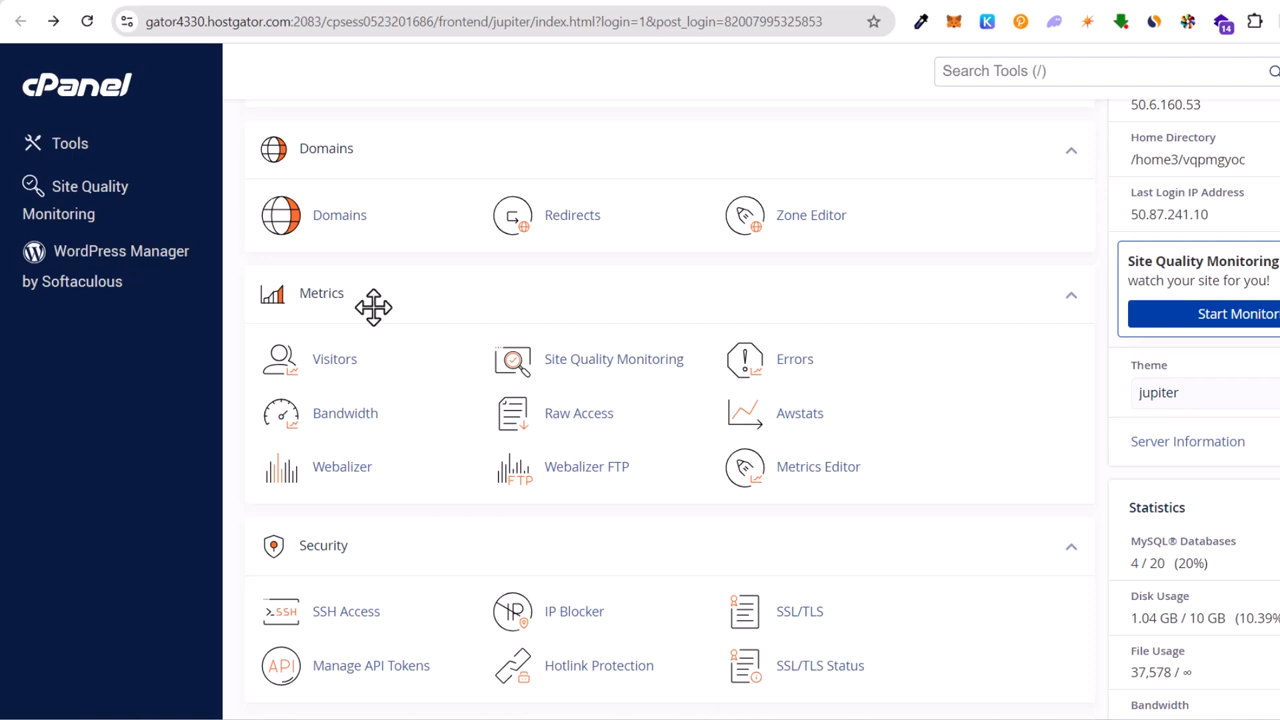 gator4330.hostgator.com:2083/cpsess0523201686/frontend/jupiter/index.html?login=1&post_login=82007995325853
14
cPanel
Search Tools (/)
Tools
Site Quality
Monitoring
WordPress Manager
by Softaculous
Domains
Domains
Redirects
Zone Editor
Metrics
Visitors
Site Quality Monitoring
Errors
Bandwidth
Raw Access
Awstats
Webalizer
FTP
Webalizer FTP
Metrics Editor
Security
>_SSH
SSH Access
IP
IP Blocker
SSL/TLS
API
Manage API Tokens
Hotlink Protection
SSL/TLS Status
50.6.160.53
Home Directory
/home3/vqpmgyoc
Last Login IP Address
50.87.241.10
Site Quality Monitoring
watch your site for you!
Start Monitor
Theme
jupiter
Server Information
Statistics
MySQL® Databases
4 / 20 (20%)
Disk Usage
1.04 GB / 10 GB (10.39%
File Usage
37,578 / ∞
Bandwidth